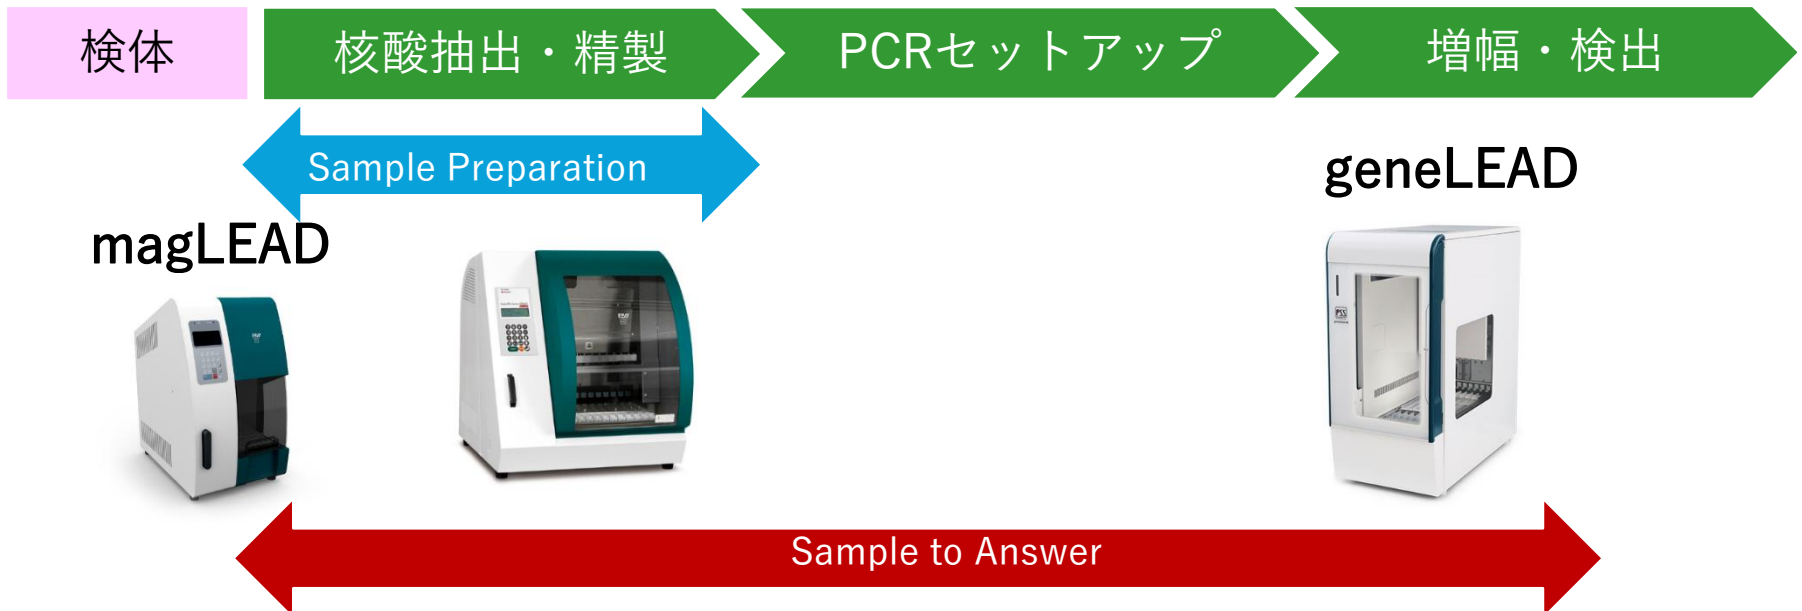 検体
核酸抽出・精製
PCRセットアップ
増幅・検出
Sample Preparation
geneLEAD
magLEAD
PSS
Sample to Answer